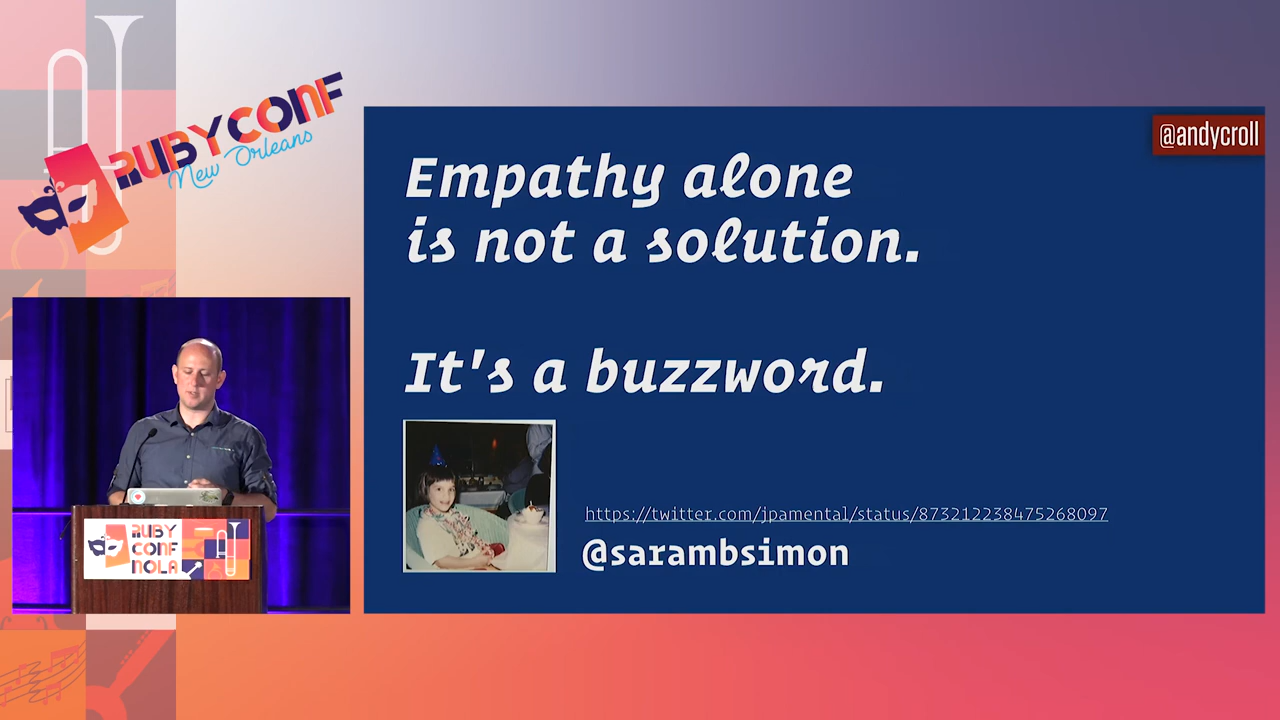 RUBYCONF
New Orleans
@andycroll
Empathy alone
is not a solution.
It's a buzzword.
https://twitter.com/jpamental/status/873212238475268097
@sarambsimon
RUBY
CONF
NOLA